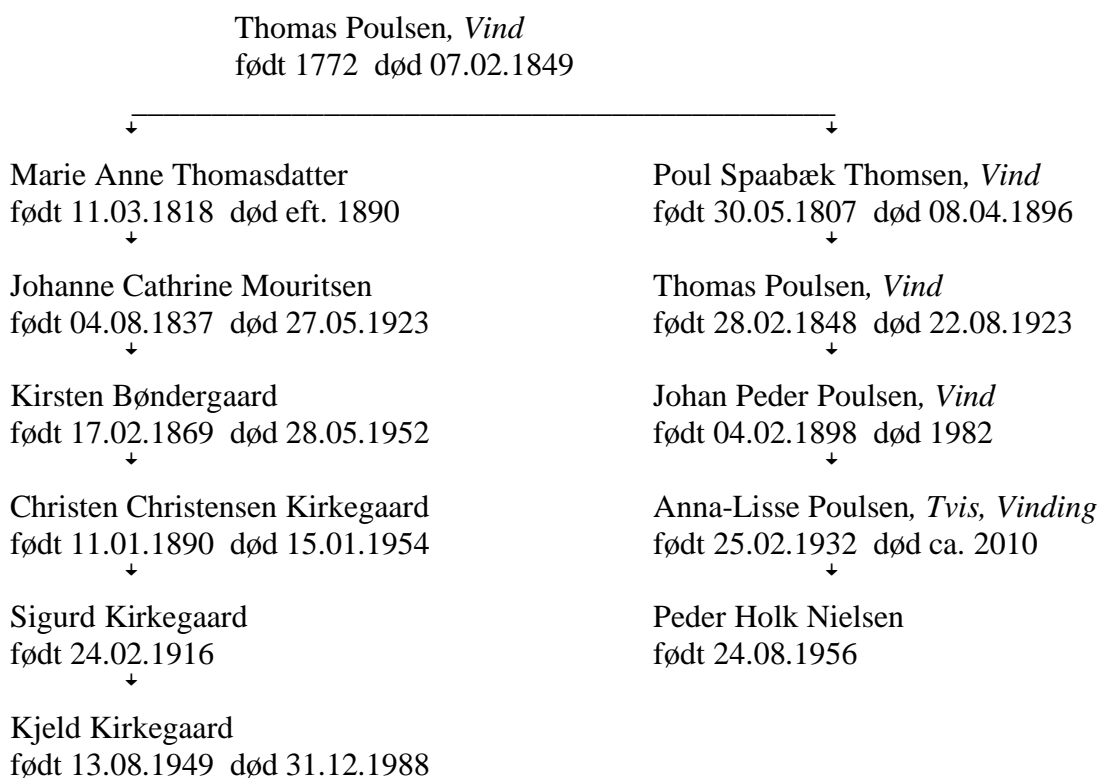 Thomas Poulsen, Vind
født 1772 død 07.02.1849
Marie Anne Thomasdatter
født 11.03.1818 død eft. 1890
Johanne Cathrine Mouritsen
født 04.08.1837 død 27.05.1923
Kirsten Bøndergaard
født 17.02.1869 død 28.05.1952
Christen Christensen Kirkegaard
født 11.01.1890 død 15.01.1954
Sigurd Kirkegaard
født 24.02.1916
Kjeld Kirkegaard
født 13.08.1949 død 31.12.1988
Poul Spaabæk Thomsen, Vind
født 30.05.1807 død 08.04.1896
Thomas Poulsen, Vind
født 28.02.1848 død 22.08.1923
Johan Peder Poulsen, Vind
født 04.02.1898 død 1982
Anna-Lisse Poulsen, Tvis, Vinding
født 25.02.1932 død ca. 2010
Peder Holk Nielsen
født 24.08.1956